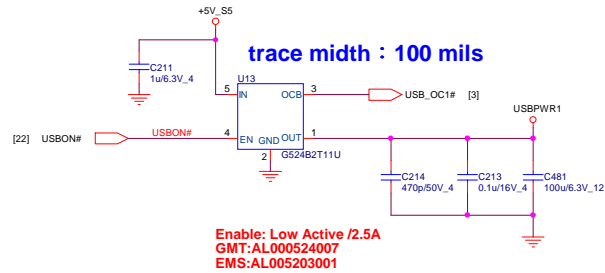 +5V_S5
trace midth：100 mils
C211
1u/6.3V_4
U13
5
IN
OCB
3
USB_OC1#
[3]
USBPWR1
[22]
USBON#
USBON#
4
EN
GND
OUT
1
2
G524B2T11U
C214
470p/50V_4
C213
0.1u/16V_4
C481
100u/6.3V_12
Enable: Low Active /2.5A
GMT:AL000524007
EMS:AL005203001